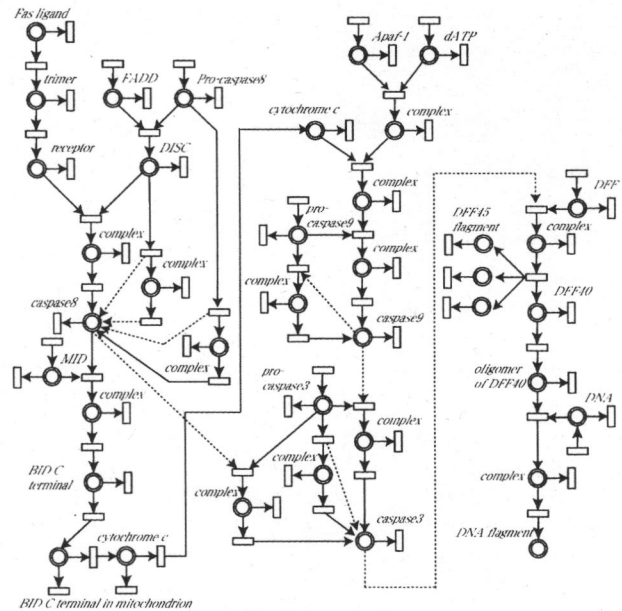 Fas ligand
trimer
receptor
FADD
Pro-caspase8
DISC
complex
complex
caspase8
MID
complex
complex
BID C
terminal
cytochrome c
BID C terminal in mitochondrion
Apaf-1
dATP
cytochrome c
complex
complex
pro-
caspase9
complex
complex
caspase9
pro-
caspase3
complex
complex
complex
caspase3
DFF
DFF45
flagment
complex
DFF40
oligomer
of DFF40
DNA
complex
DNA flagment